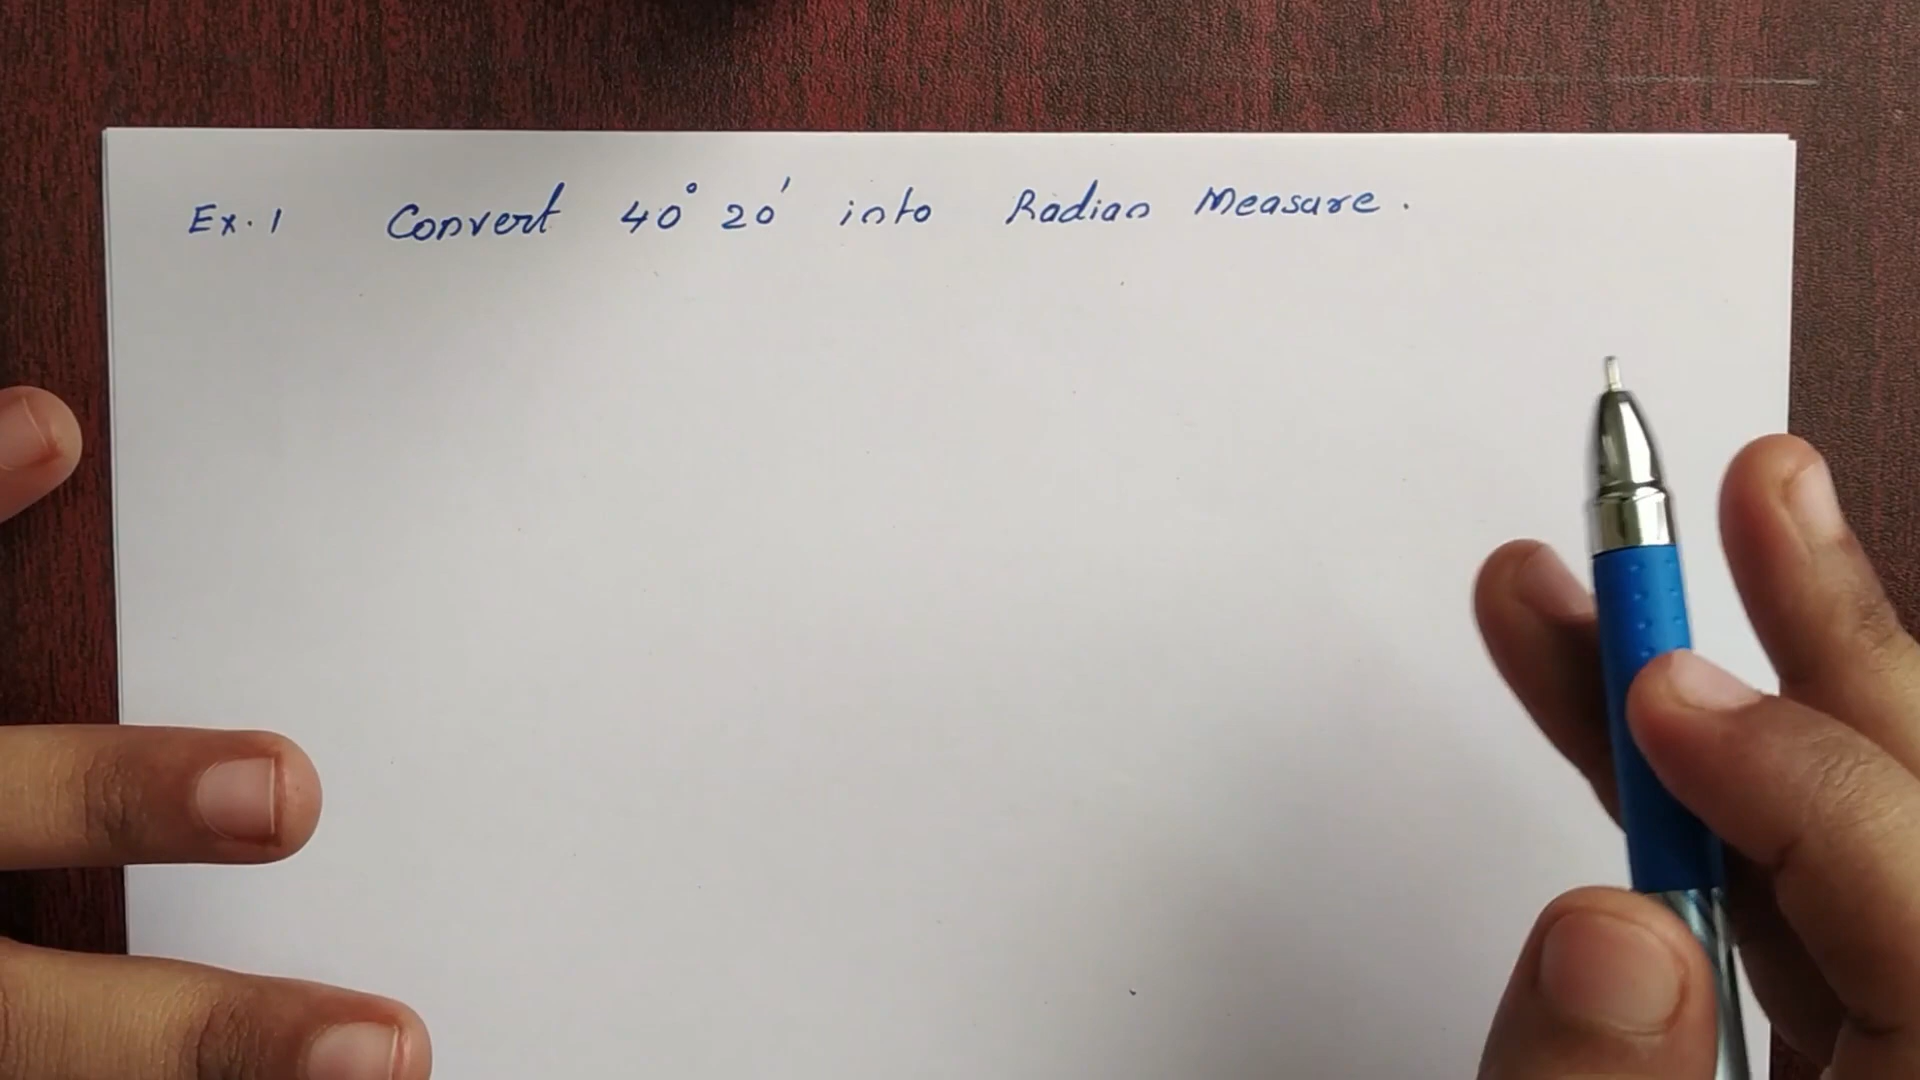 Ex. 1 Convert 40° 20' into Radian Measure.